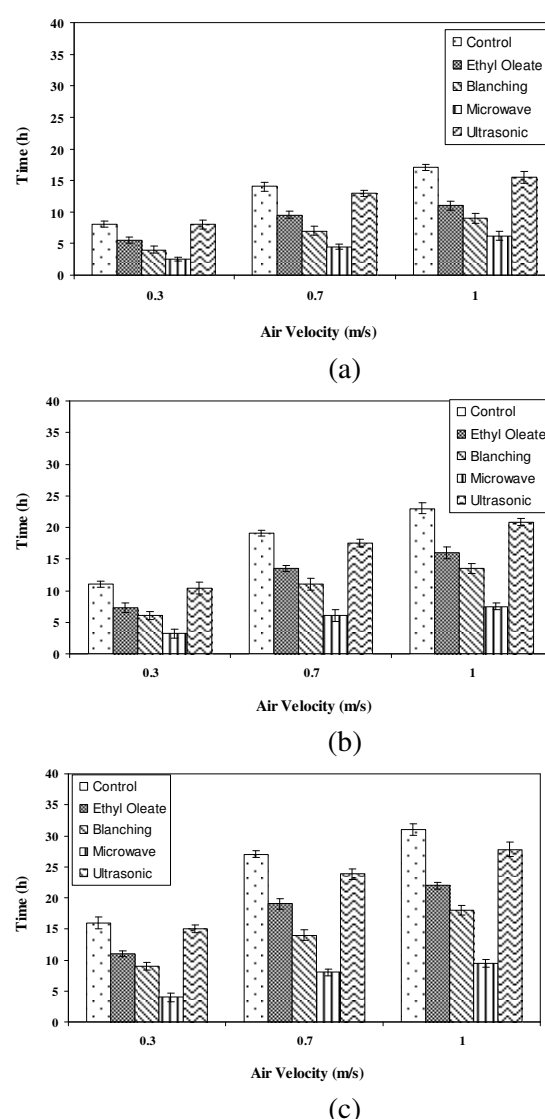 40
35
30
25
20
15
10
5
0
Time (h)
Control
Ethyl Oleate
Blanching
Microwave
Ultrasonic
0.3 0.7 1
Air Velocity (m/s)
(a)
40
35
30
25
20
15
10
5
0
Time (h)
Control
Ethyl Oleate
Blanching
Microwave
Ultrasonic
0.3 0.7 1
Air Velocity (m/s)
(b)
40
35
30
25
20
15
10
5
0
Time (h)
Control
Ethyl Oleate
Blanching
Microwave
Ultrasonic
0.3 0.7 1
Air Velocity (m/s)
(c)